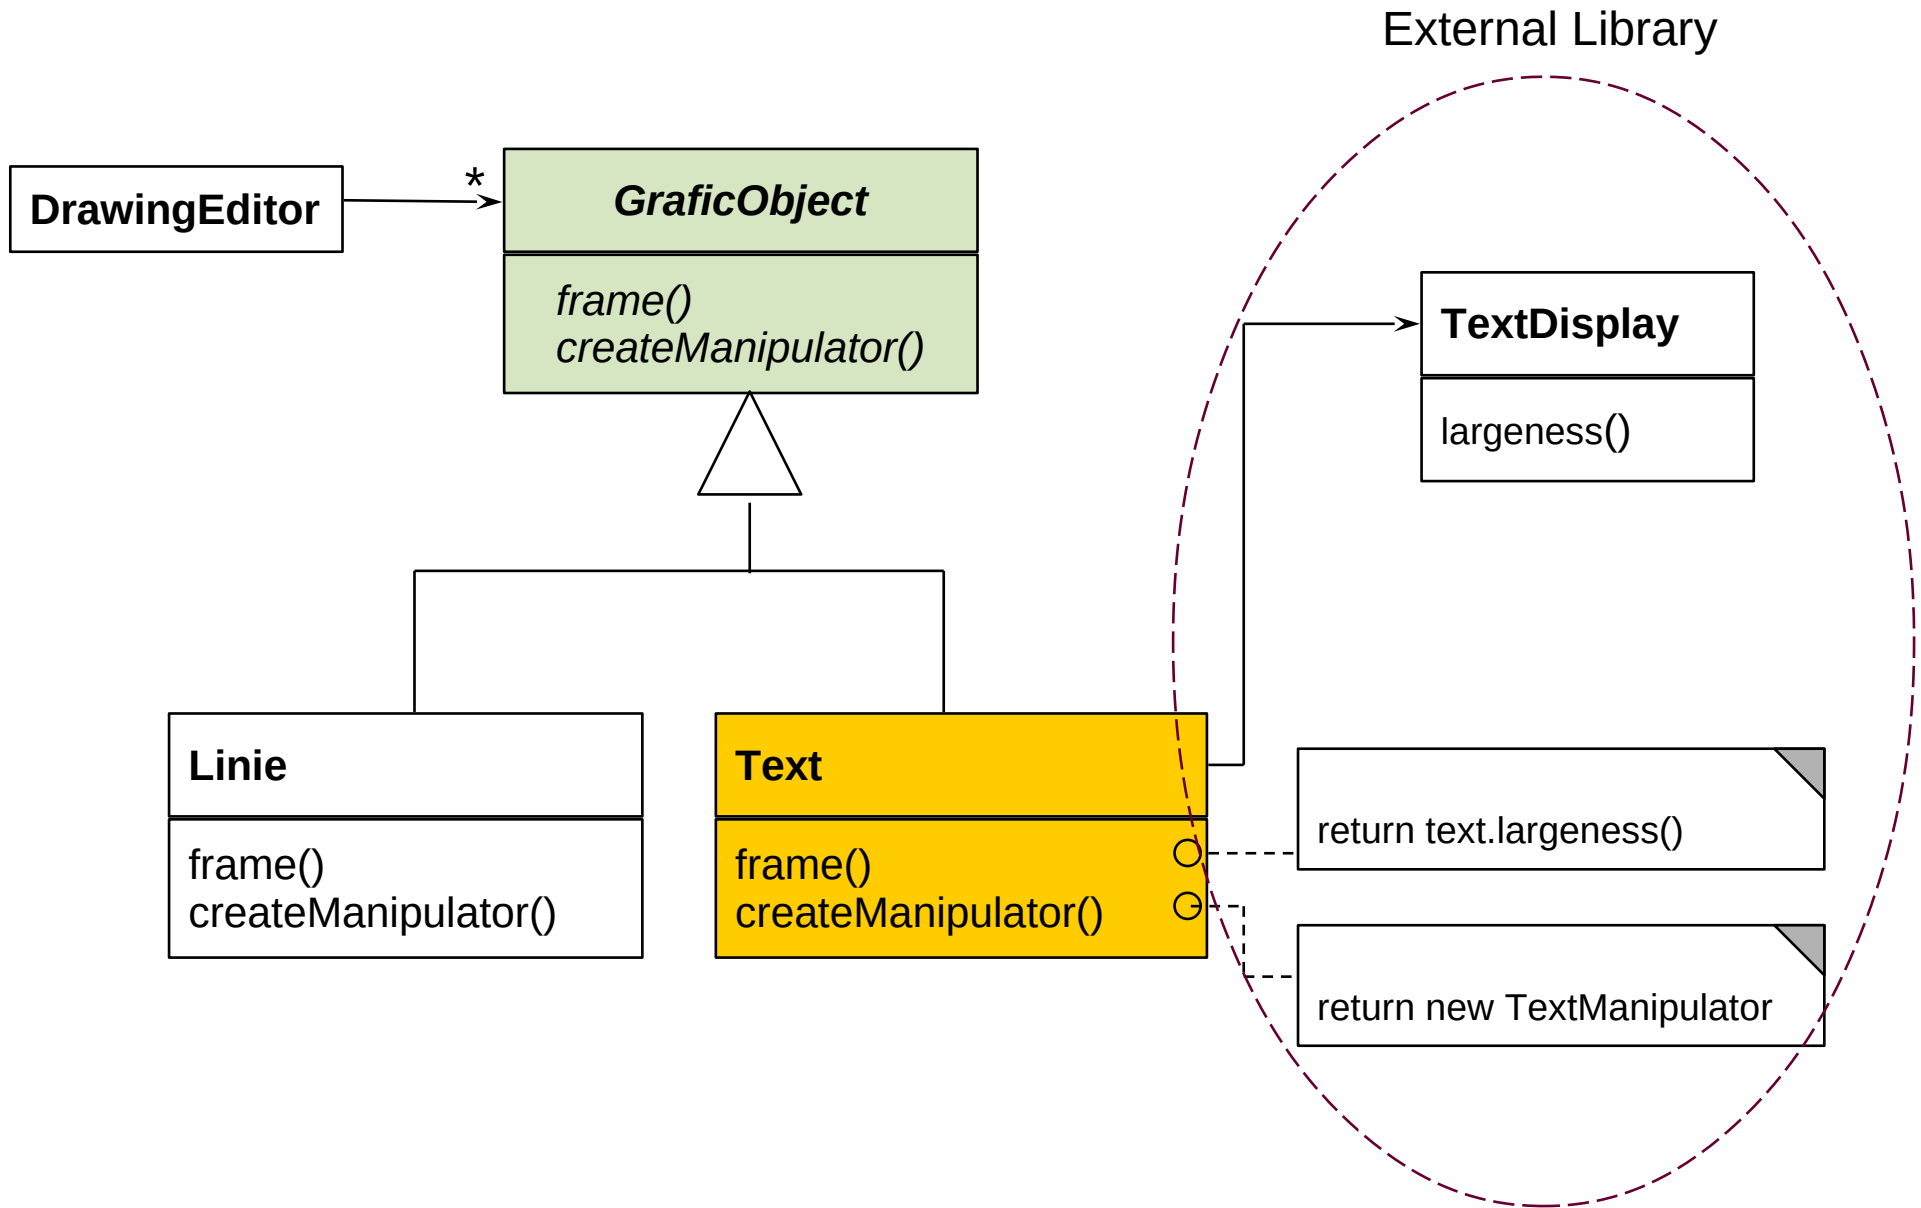 External Library
DrawingEditor
*
GraficObject
frame()
createManipulator()
TextDisplay
largeness()
Linie
frame()
createManipulator()
Text
frame()
createManipulator()
return text.largeness()
return new TextManipulator